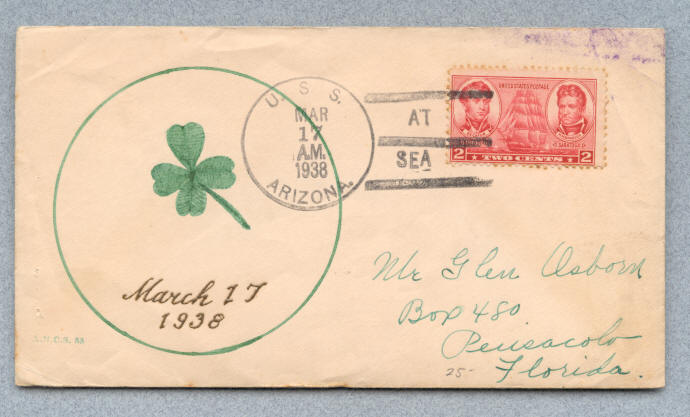 U. S. S.
MAR
17
A.M.
1938
ARIZONA.
AT
SEA
UNITED STATES POSTAGE
SARATOGA
2 TWO CENTS 2
March 17
1938
Mr Glen Osborn
Box 480
Pensacola
Florida.
25-